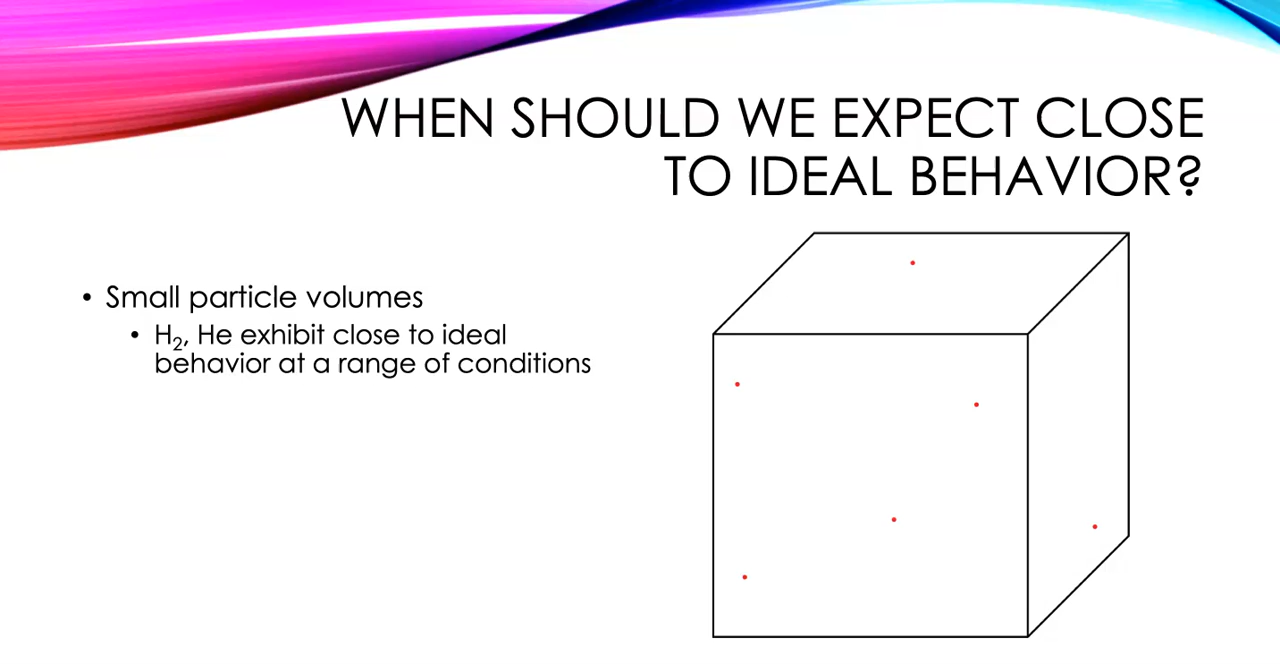 WHEN SHOULD WE EXPECT CLOSE
TO IDEAL BEHAVIOR?
• Small particle volumes
• H₂, He exhibit close to ideal
behavior at a range of conditions